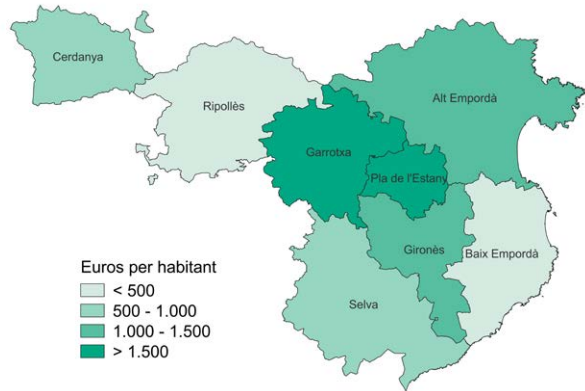 Cerdanya
Ripollès
Alt Empordà
Garrotxa
Pla de l'Estany
Gironès
Baix Empordà
Selva
Euros per habitant
< 500
500 - 1.000
1.000 - 1.500
> 1.500